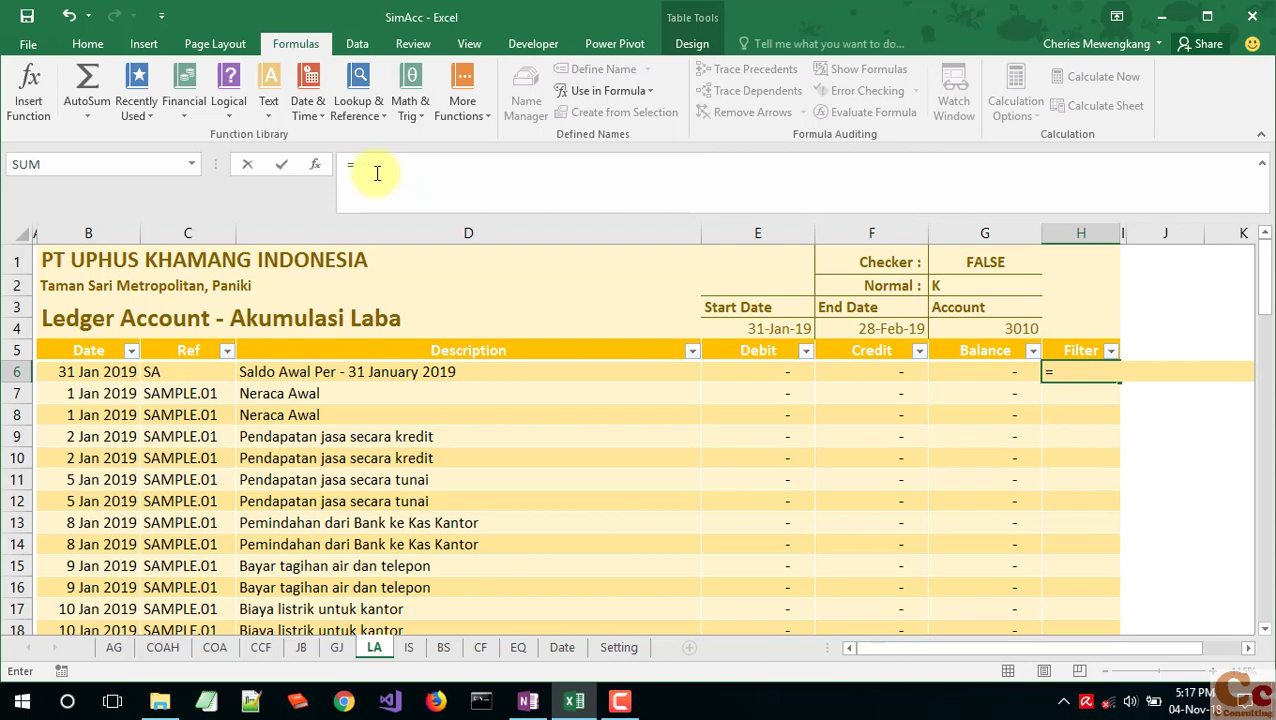 SimAcc - Excel
Table Tools
File Home Insert Page Layout Formulas Data Review View Developer Power Pivot Design Tell me what you want to do... Cheries Mewengkang Share
Insert Function
AutoSum
Recently Used
Financial
Logical
Text
Date & Time
Lookup & Reference
Math & Trig
More Functions
Function Library
Name Manager
Define Name
Use in Formula
Create from Selection
Defined Names
Trace Precedents
Trace Dependents
Remove Arrows
Show Formulas
Error Checking
Evaluate Formula
Formula Auditing
Watch Window
Calculation Options
Calculate Now
Calculate Sheet
Calculation
SUM fx =
A B C D E F G H I J K
1 PT UPHUS KHAMANG INDONESIA Checker : FALSE
2 Taman Sari Metropolitan, Paniki Normal : K
3 Start Date End Date Account
4 Ledger Account - Akumulasi Laba 31-Jan-19 28-Feb-19 3010
5 Date Ref Description Debit Credit Balance Filter
6 31 Jan 2019 SA Saldo Awal Per - 31 January 2019 - - - =
7 1 Jan 2019 SAMPLE.01 Neraca Awal - - -
8 1 Jan 2019 SAMPLE.01 Neraca Awal - - -
9 2 Jan 2019 SAMPLE.01 Pendapatan jasa secara kredit - - -
10 2 Jan 2019 SAMPLE.01 Pendapatan jasa secara kredit - - -
11 5 Jan 2019 SAMPLE.01 Pendapatan jasa secara tunai - - -
12 5 Jan 2019 SAMPLE.01 Pendapatan jasa secara tunai - - -
13 8 Jan 2019 SAMPLE.01 Pemindahan dari Bank ke Kas Kantor - - -
14 8 Jan 2019 SAMPLE.01 Pemindahan dari Bank ke Kas Kantor - - -
15 9 Jan 2019 SAMPLE.01 Bayar tagihan air dan telepon - - -
16 9 Jan 2019 SAMPLE.01 Bayar tagihan air dan telepon - - -
17 10 Jan 2019 SAMPLE.01 Biaya listrik untuk kantor - - -
18 10 Jan 2019 SAMPLE.01 Biaya listrik untuk kantor - - -
AG COAH COA CCF JB GJ LA IS BS CF EQ Date Setting
Enter
5:17 PM
04-Nov-18
Consulting